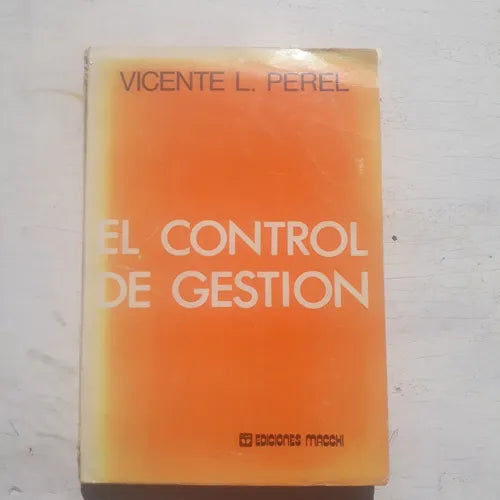 VICENTE L. PEREL
EL CONTROL
DE GESTION
EDICIONES MACCHI